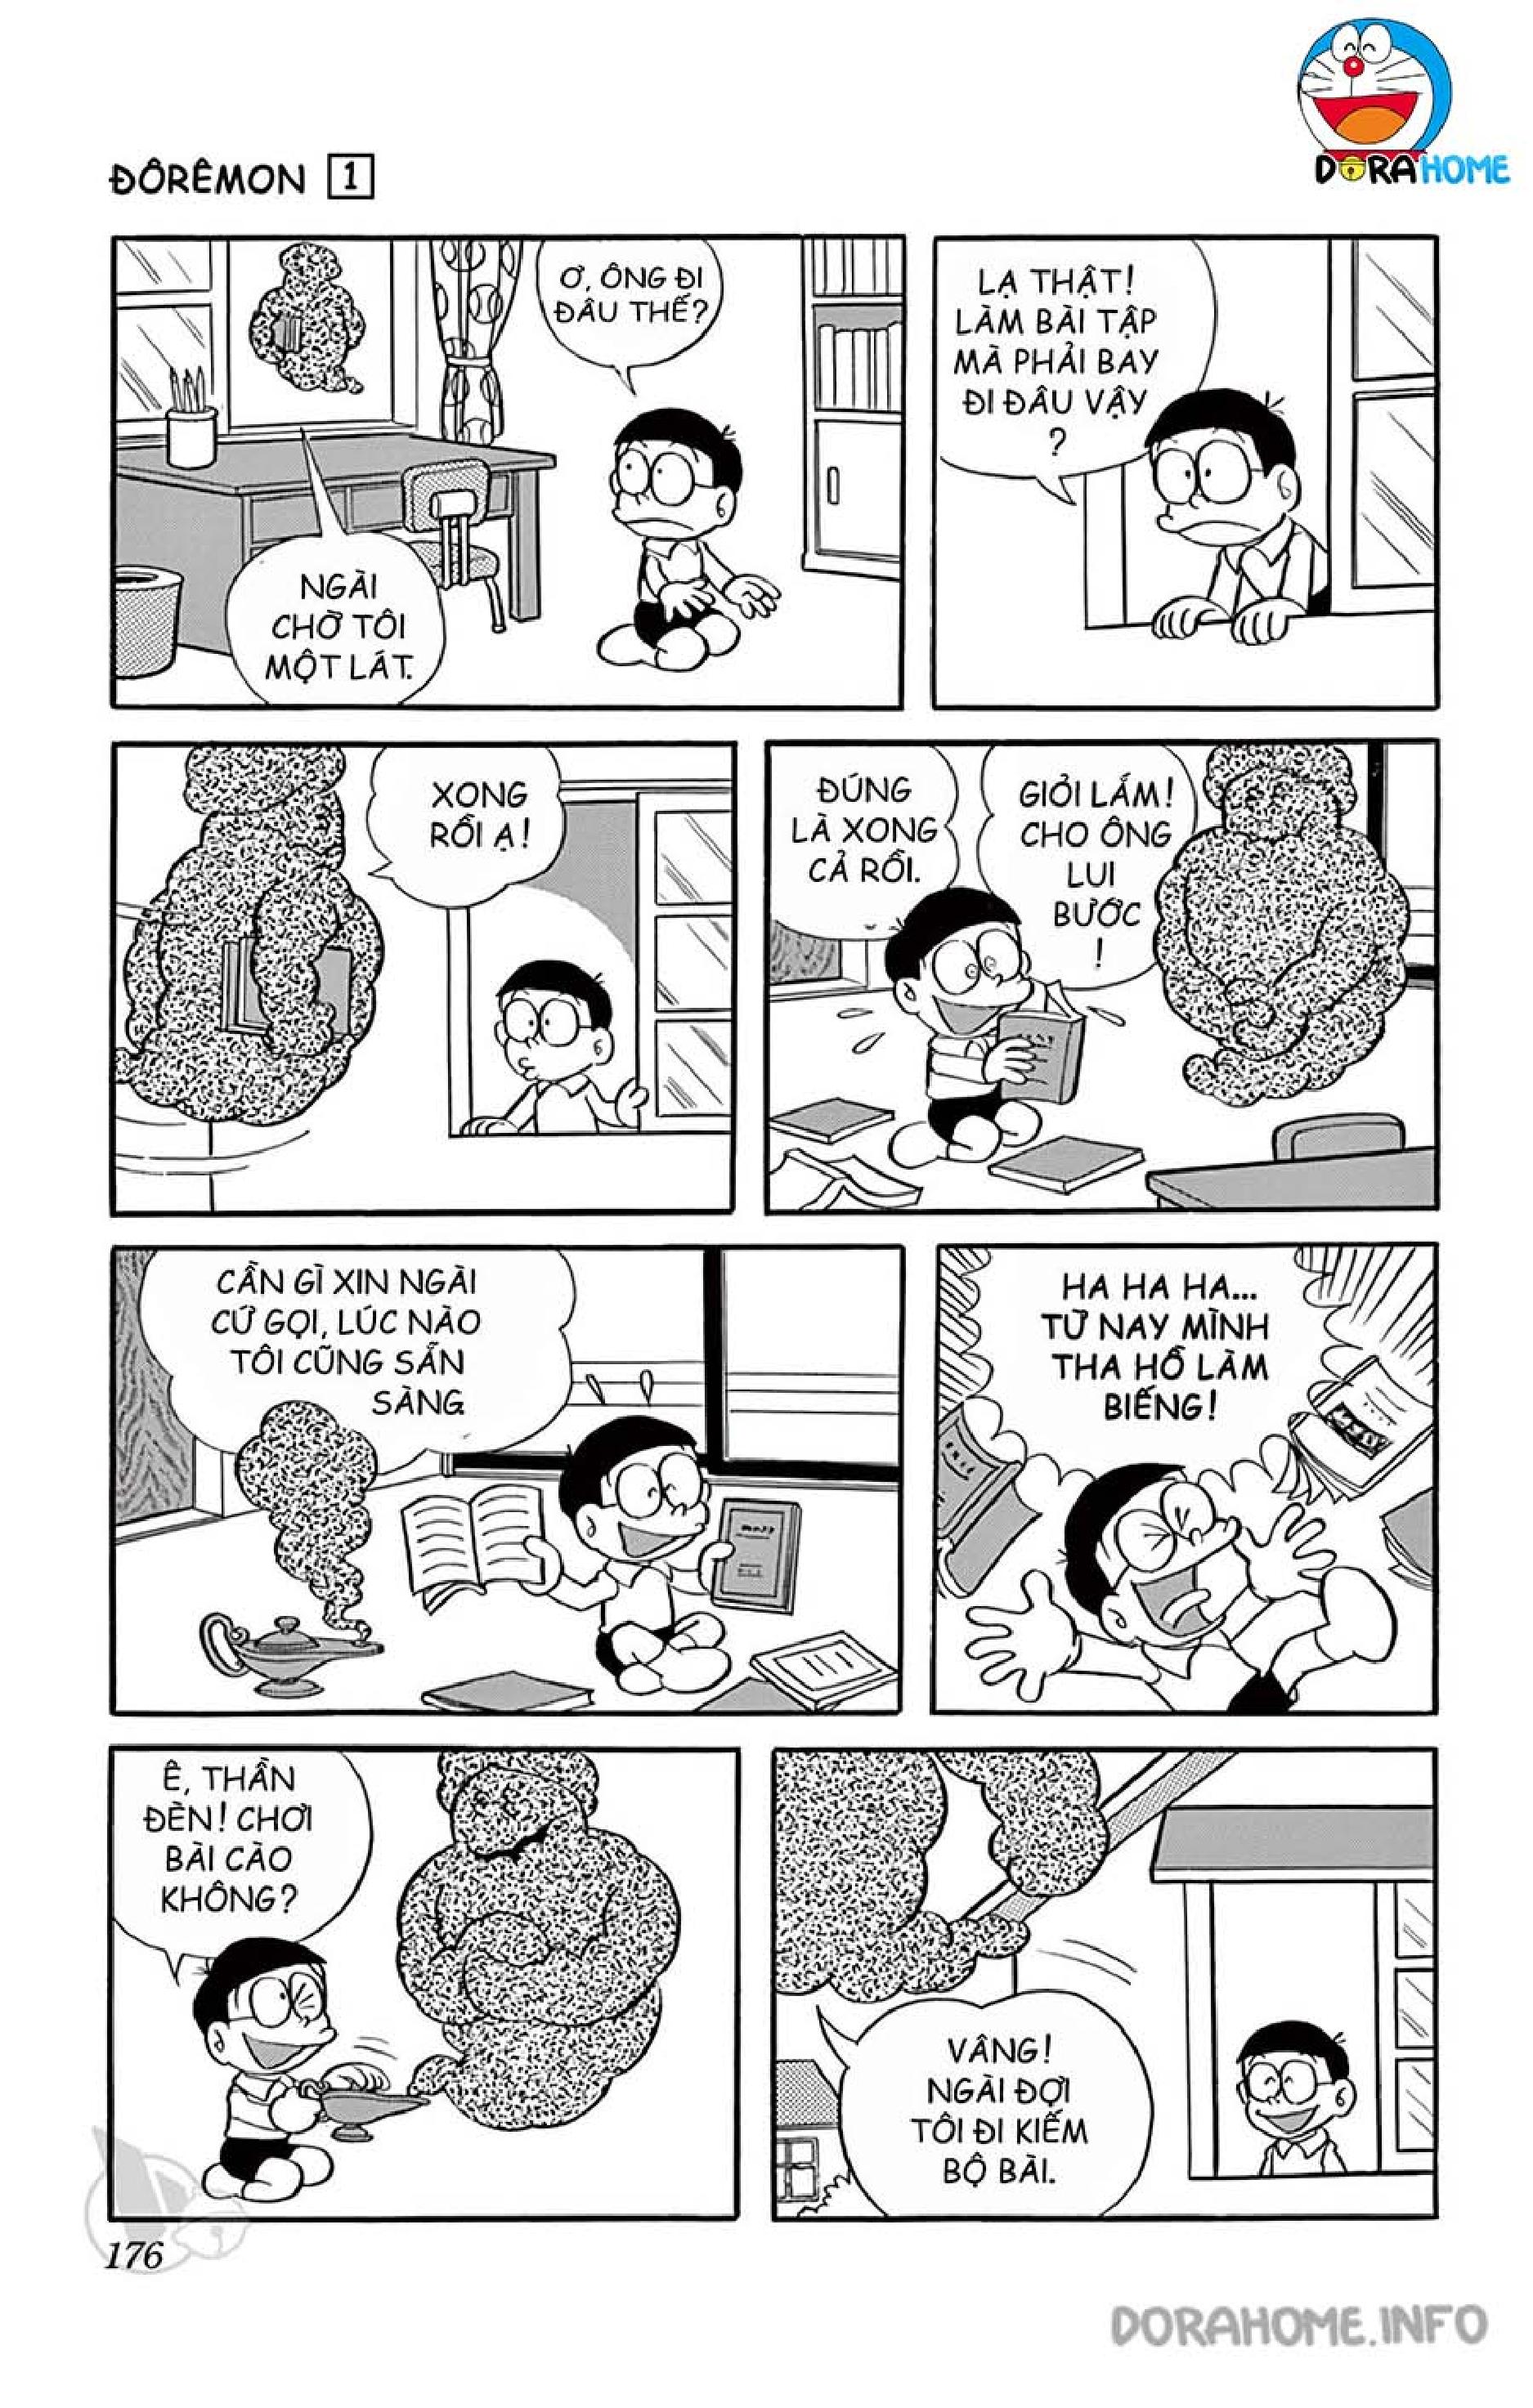 DORAHOME
ĐÔRÊMON 1
Ơ, ÔNG ĐI
ĐÂU THẾ?
NGÀI
CHỜ TÔI
MỘT LÁT.
LẠ THẬT!
LÀM BÀI TẬP
MÀ PHẢI BAY
ĐI ĐÂU VẬY
?
XONG
RỒI Ạ!
ĐÚNG
LÀ XONG
CẢ RỒI.
GIỎI LẮM!
CHO ÔNG
LUI
BƯỚC
!
CẦN GÌ XIN NGÀI
CỨ GỌI, LÚC NÀO
TÔI CŨNG SẴN
SÀNG.
HA HA HA...
TỪ NAY MÌNH
THA HỒ LÀM
BIẾNG!
Ê, THẦN
ĐÈN! CHƠI
BÀI CÀO
KHÔNG?
VÂNG!
NGÀI ĐỢI
TÔI ĐI KIẾM
BỘ BÀI.
176
DORAHOME.INFO